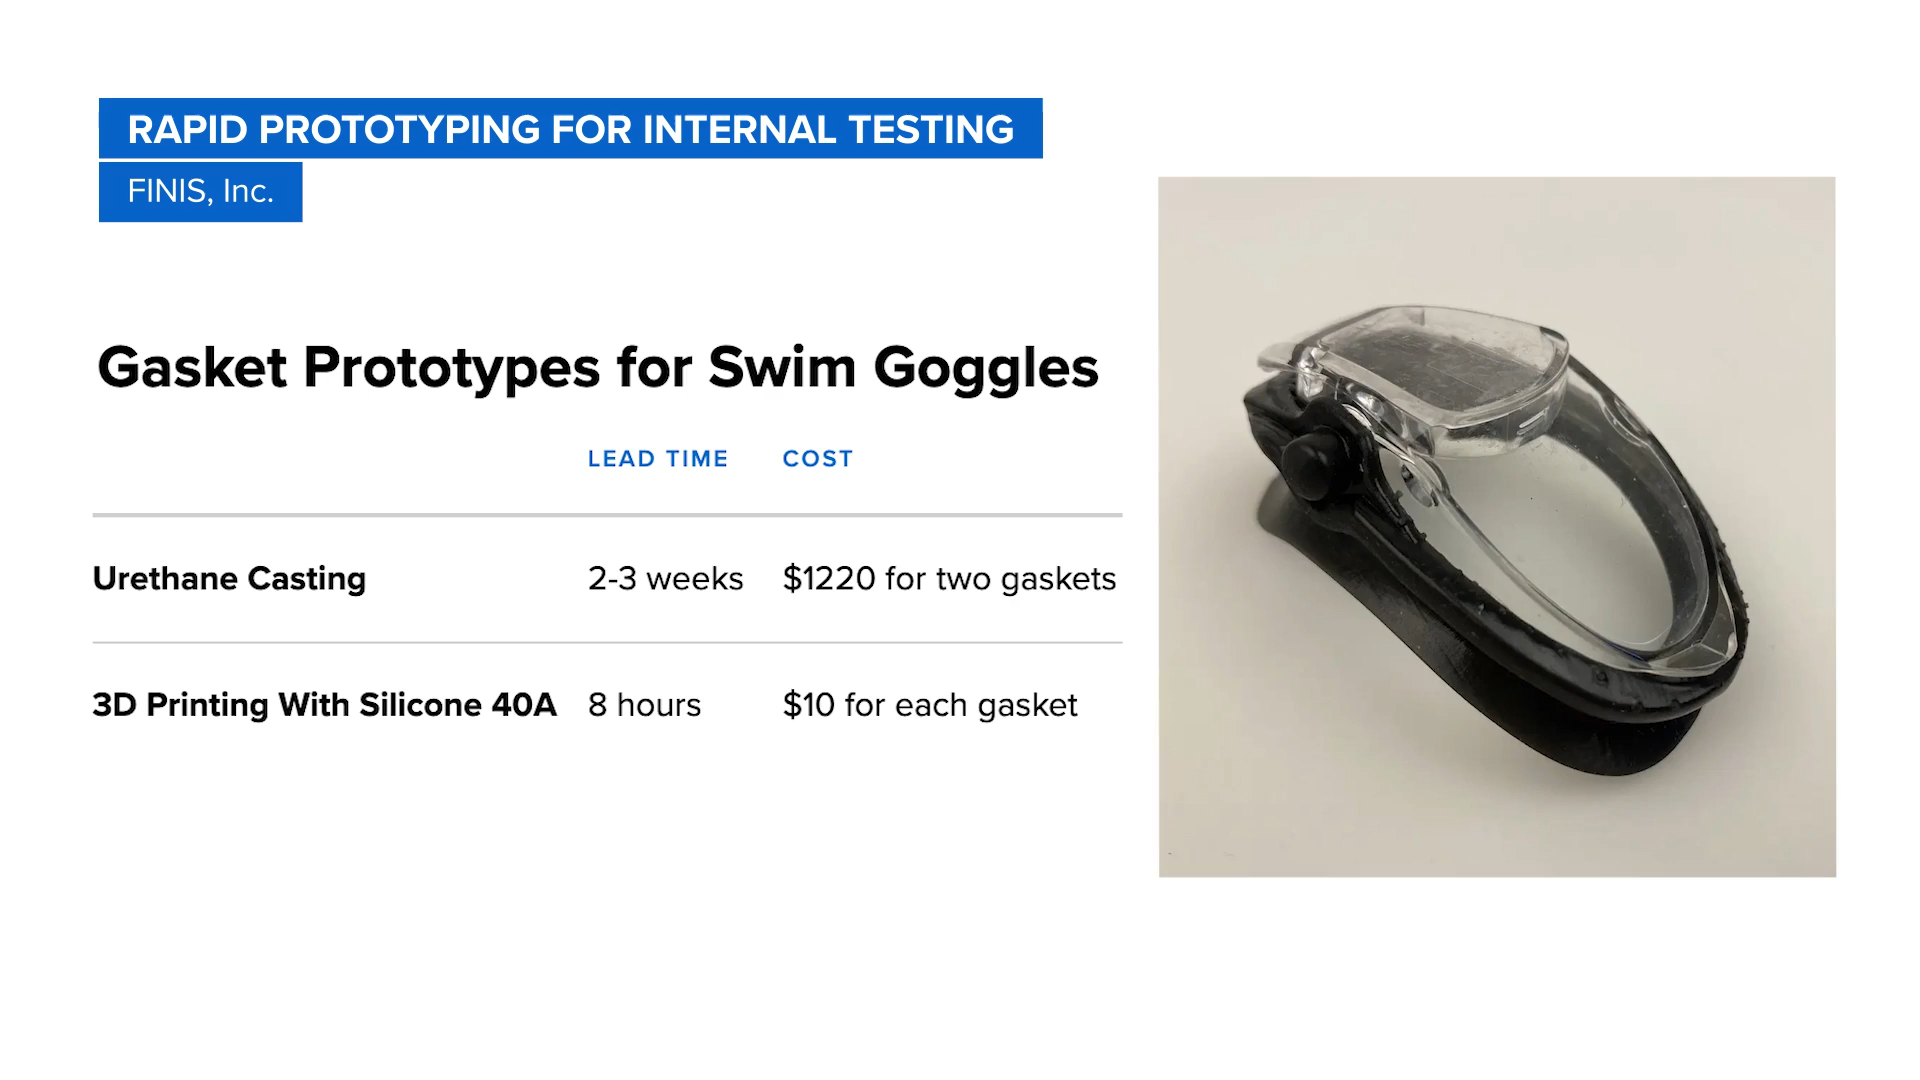 RAPID PROTOTYPING FOR INTERNAL TESTING
FINIS, Inc.
Gasket Prototypes for Swim Goggles
LEAD TIME COST
Urethane Casting 2-3 weeks $1220 for two gaskets
3D Printing With Silicone 40A 8 hours $10 for each gasket